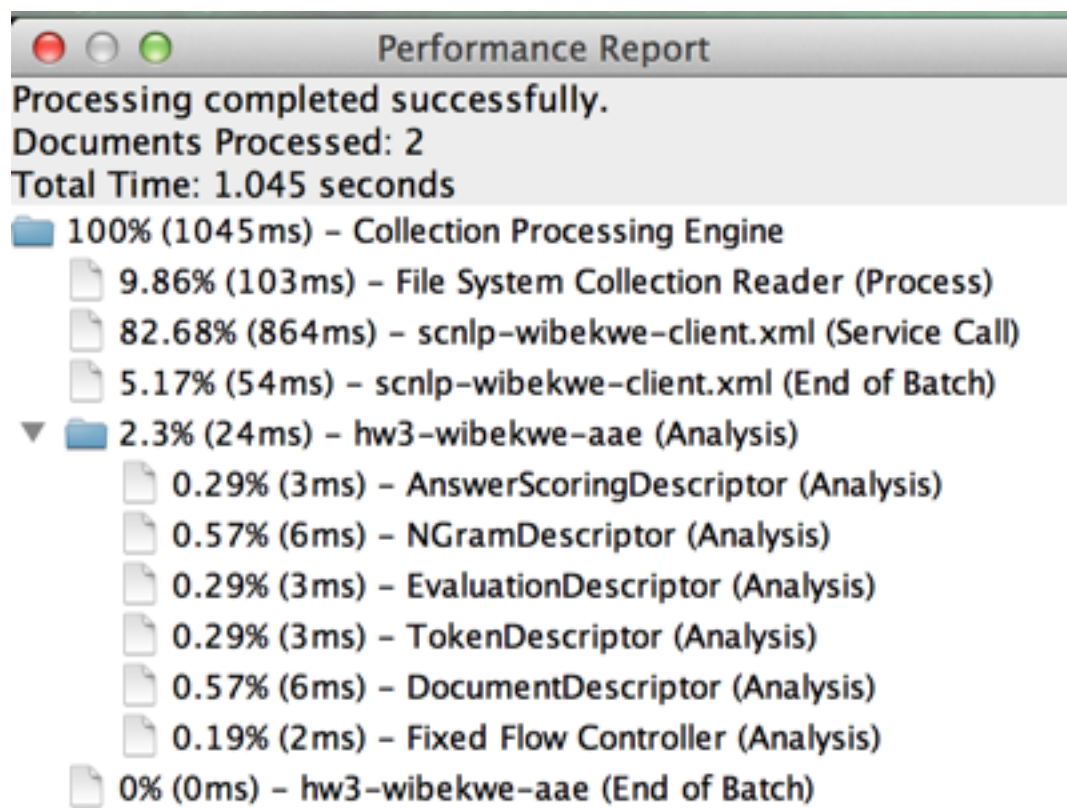 Performance Report
Processing completed successfully.
Documents Processed: 2
Total Time: 1.045 seconds
100% (1045ms) – Collection Processing Engine
9.86% (103ms) – File System Collection Reader (Process)
82.68% (864ms) – scnlp-wibekwe-client.xml (Service Call)
5.17% (54ms) – scnlp-wibekwe-client.xml (End of Batch)
2.3% (24ms) – hw3-wibekwe-aae (Analysis)
0.29% (3ms) – AnswerScoringDescriptor (Analysis)
0.57% (6ms) – NGramDescriptor (Analysis)
0.29% (3ms) – EvaluationDescriptor (Analysis)
0.29% (3ms) – TokenDescriptor (Analysis)
0.57% (6ms) – DocumentDescriptor (Analysis)
0.19% (2ms) – Fixed Flow Controller (Analysis)
0% (0ms) – hw3-wibekwe-aae (End of Batch)